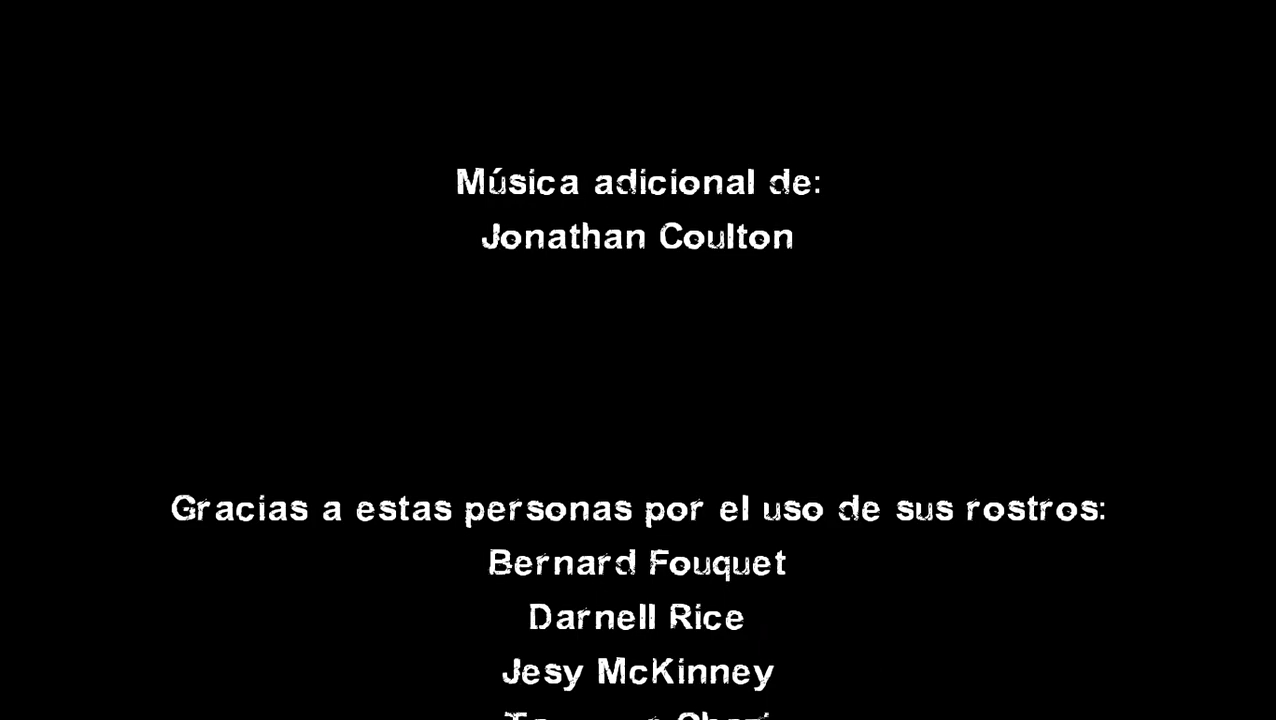 Música adicional de:
Jonathan Coulton
Gracias a estas personas por el uso de sus rostros:
Bernard Fouquet
Darnell Rice
Jesy McKinney